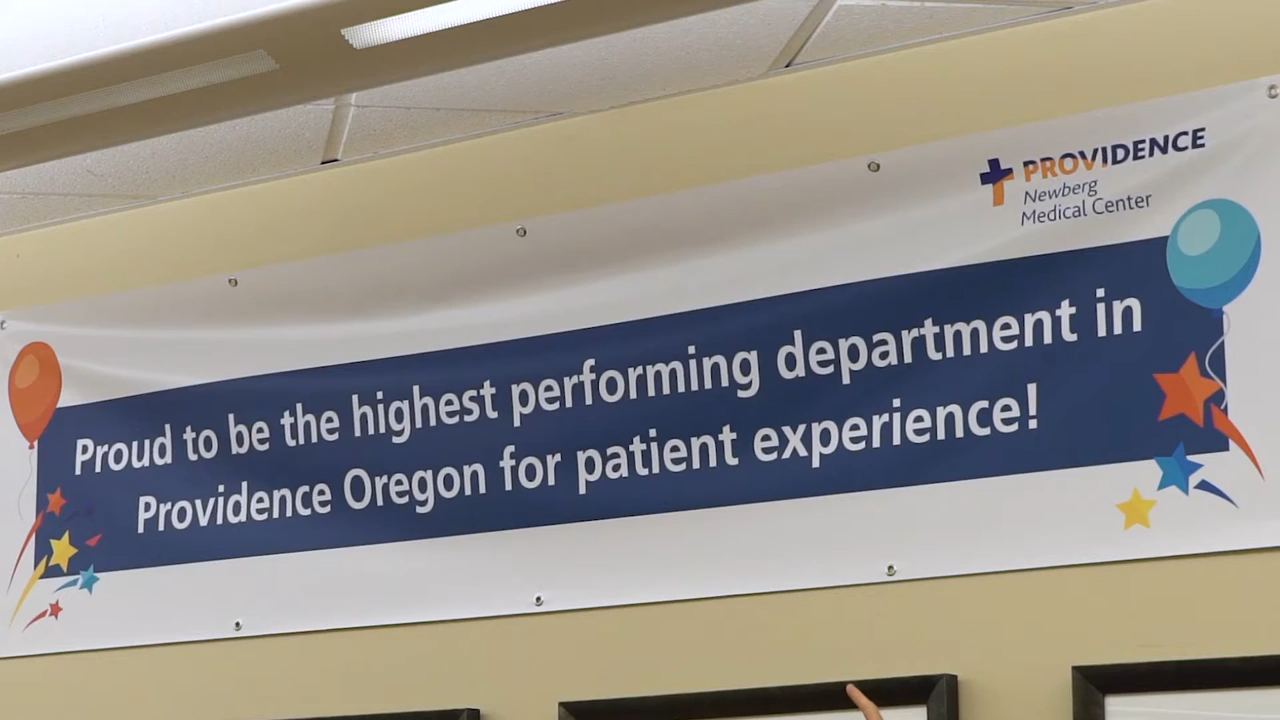 PROVIDENCE
Newberg
Medical Center
Proud to be the highest performing department in
Providence Oregon for patient experience!